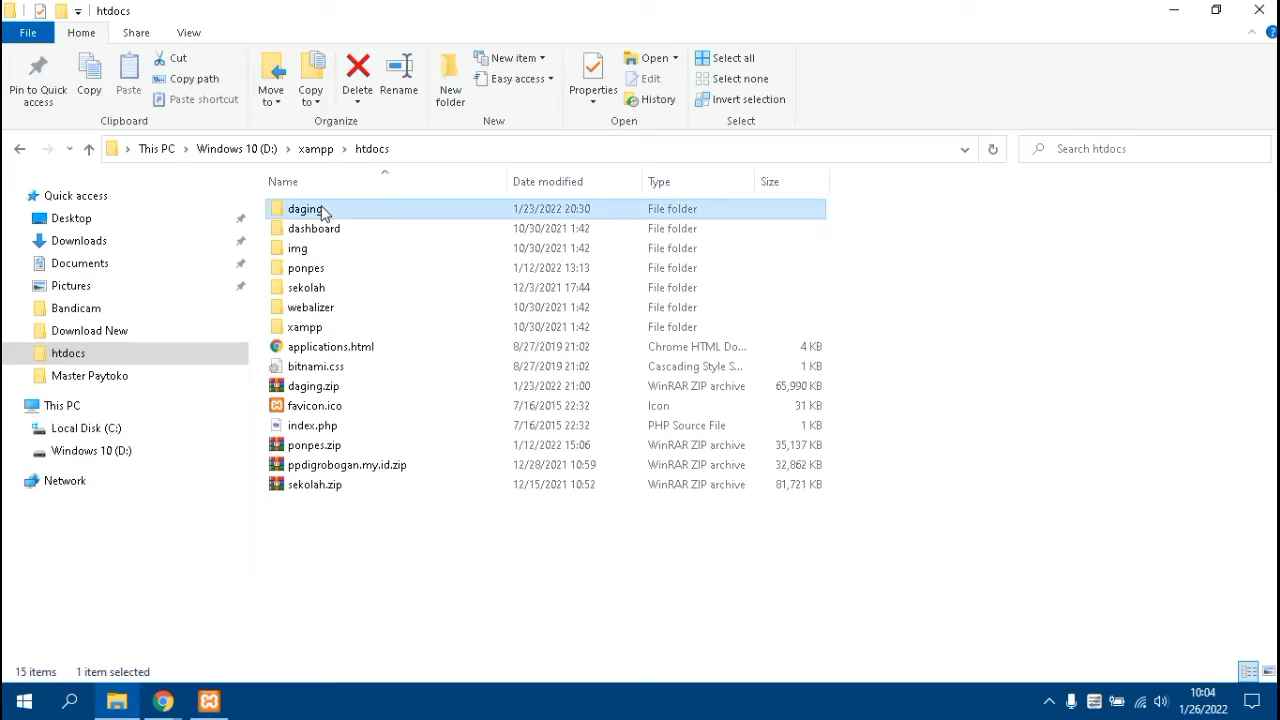 htdocs
File Home Share View
Pin to Quick access
Copy
Paste
Cut
Copy path
Paste shortcut
Clipboard
Move to
Copy to
Delete
Rename
Organize
New folder
New item
Easy access
New
Properties
Open
Edit
History
Open
Select all
Select none
Invert selection
Select
This PC Windows 10 (D:) xampp htdocs
Search htdocs
Quick access
Desktop
Downloads
Documents
Pictures
Bandicam
Download New
htdocs
Master Paytoko
This PC
Local Disk (C:)
Windows 10 (D:)
Network
Name Date modified Type Size
daging 1/23/2022 20:30 File folder
dashboard 10/30/2021 1:42 File folder
img 10/30/2021 1:42 File folder
ponpes 1/12/2022 13:13 File folder
sekolah 12/3/2021 17:44 File folder
webalizer 10/30/2021 1:42 File folder
xampp 10/30/2021 1:42 File folder
applications.html 8/27/2019 21:02 Chrome HTML Do... 4 KB
bitnami.css 8/27/2019 21:02 Cascading Style S... 1 KB
daging.zip 1/23/2022 21:00 WinRAR ZIP archive 65,990 KB
favicon.ico 7/16/2015 22:32 Icon 31 KB
index.php 7/16/2015 22:32 PHP Source File 1 KB
ponpes.zip 1/12/2022 15:06 WinRAR ZIP archive 35,137 KB
ppdigrobogan.my.id.zip 12/28/2021 10:59 WinRAR ZIP archive 32,862 KB
sekolah.zip 12/15/2021 10:52 WinRAR ZIP archive 81,721 KB
15 items 1 item selected
10:04
1/26/2022